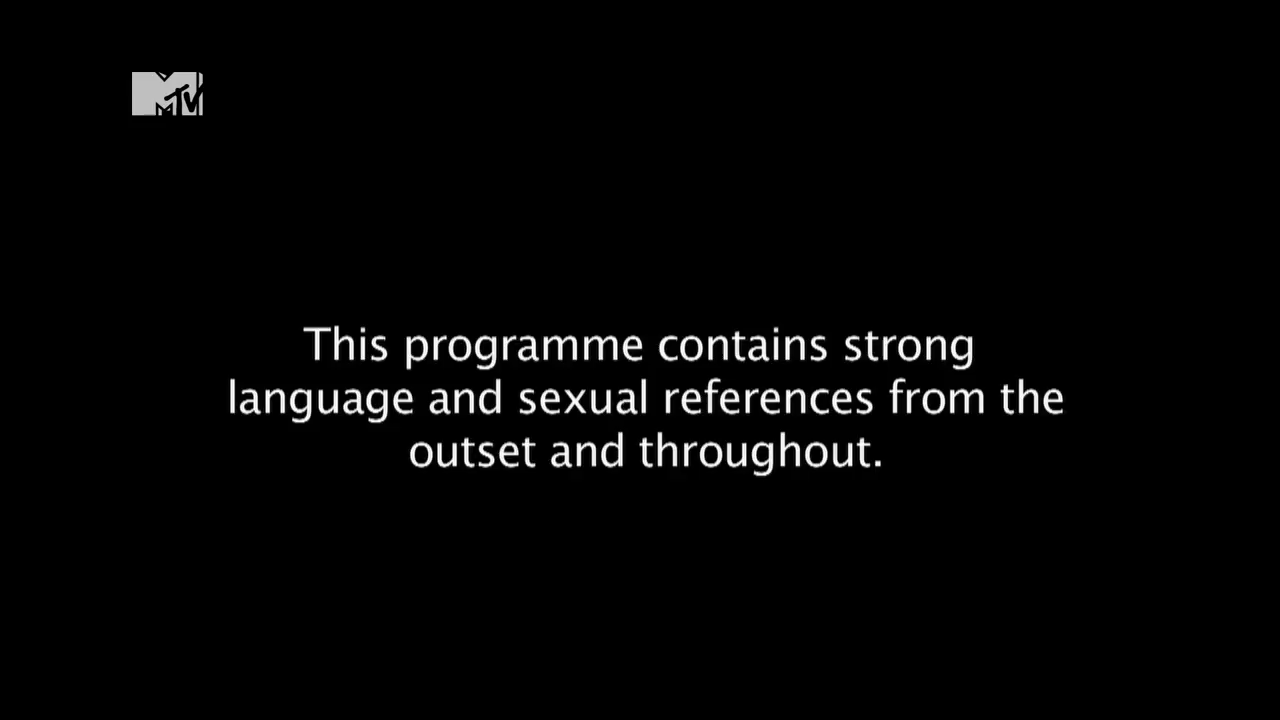 MTV
This programme contains strong
language and sexual references from the
outset and throughout.